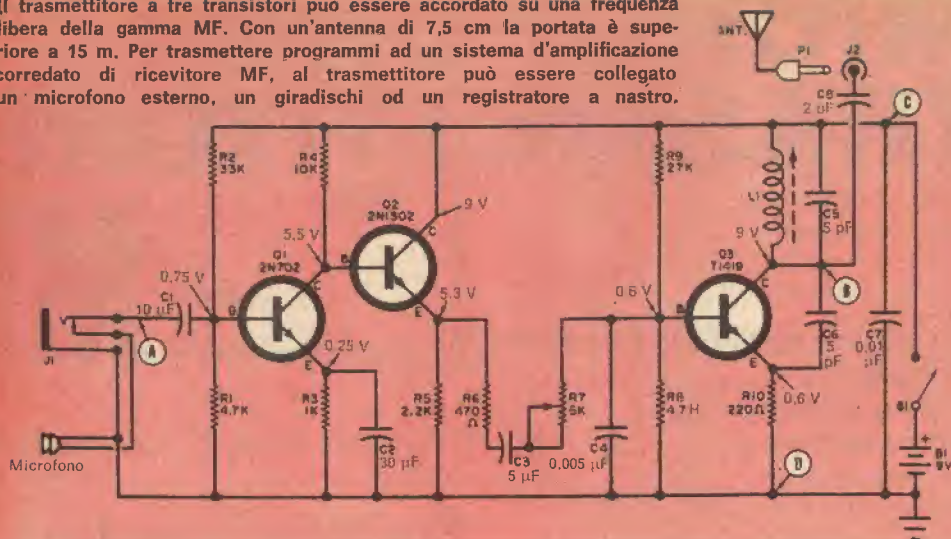 Il trasmettitore a tre transistori può essere accordato su una frequenza
libera della gamma MF. Con un'antenna di 7,5 cm la portata è supe-
riore a 15 m. Per trasmettere programmi ad un sistema d'amplificazione
corredato di ricevitore MF, al trasmettitore può essere collegato
un microfono esterno, un giradischi od un registratore a nastro.
ANT.
P1
J2
C8
2 pF
C
R2
33K
R4
10K
R9
27K
L1
C5
5 pF
Q2
2N1302
9 V
5,5 V
B
C
E
Q1
2N702
0,75 V
C1
10 µF
A
J1
B
C
E
5,3 V
0,25 V
0,6 V
Q3
TI419
9 V
B
C
E
B
C6
5
pF
C7
0,01
µF
0,6 V
R1
4.7K
R3
1K
R5
2.2K
R6
470
Ω
R7
5K
R8
4 7
R10
220Ω
S1
Microfono
C2
30 µF
C3
5 µF
C4
0,005 µF
D
B1
9V